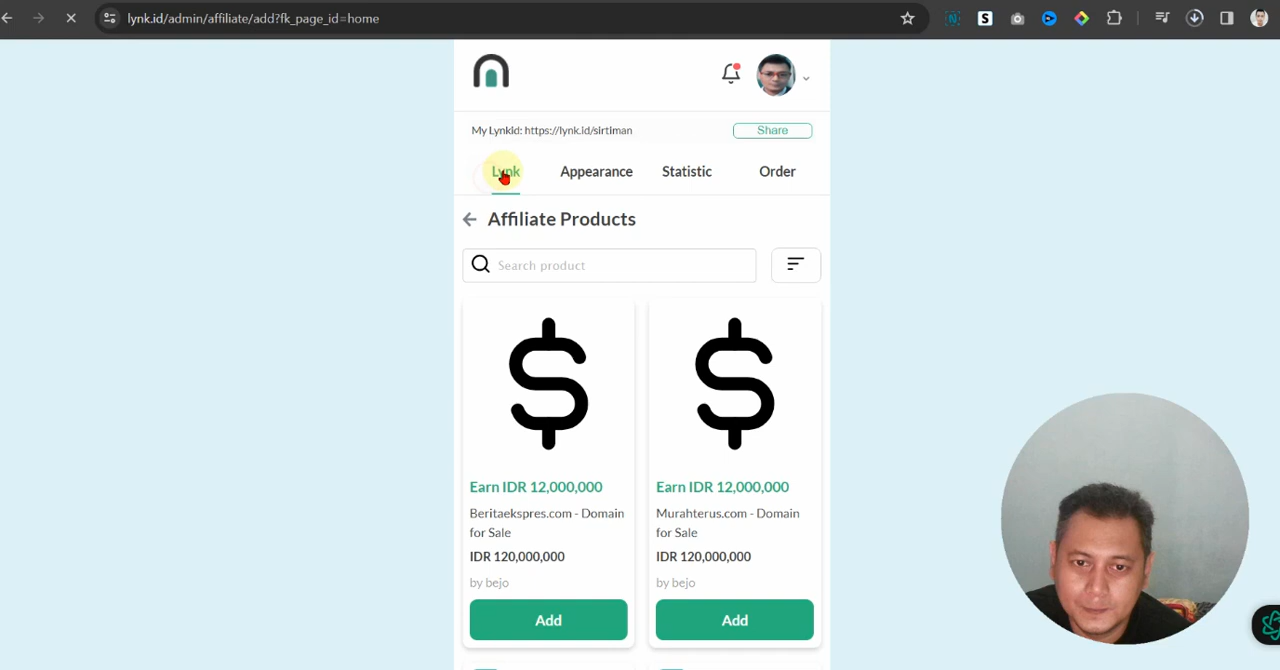 lynk.id/admin/affiliate/add?fk_page_id=home
My Lynkid: https://lynk.id/sirtiman
Share
Lynk
Appearance
Statistic
Order
Affiliate Products
Search product
Earn IDR 12,000,000
Beritaekspres.com - Domain
for Sale
IDR 120,000,000
by bejo
Add
Earn IDR 12,000,000
Murahterus.com - Domain
for Sale
IDR 120,000,000
by bejo
Add